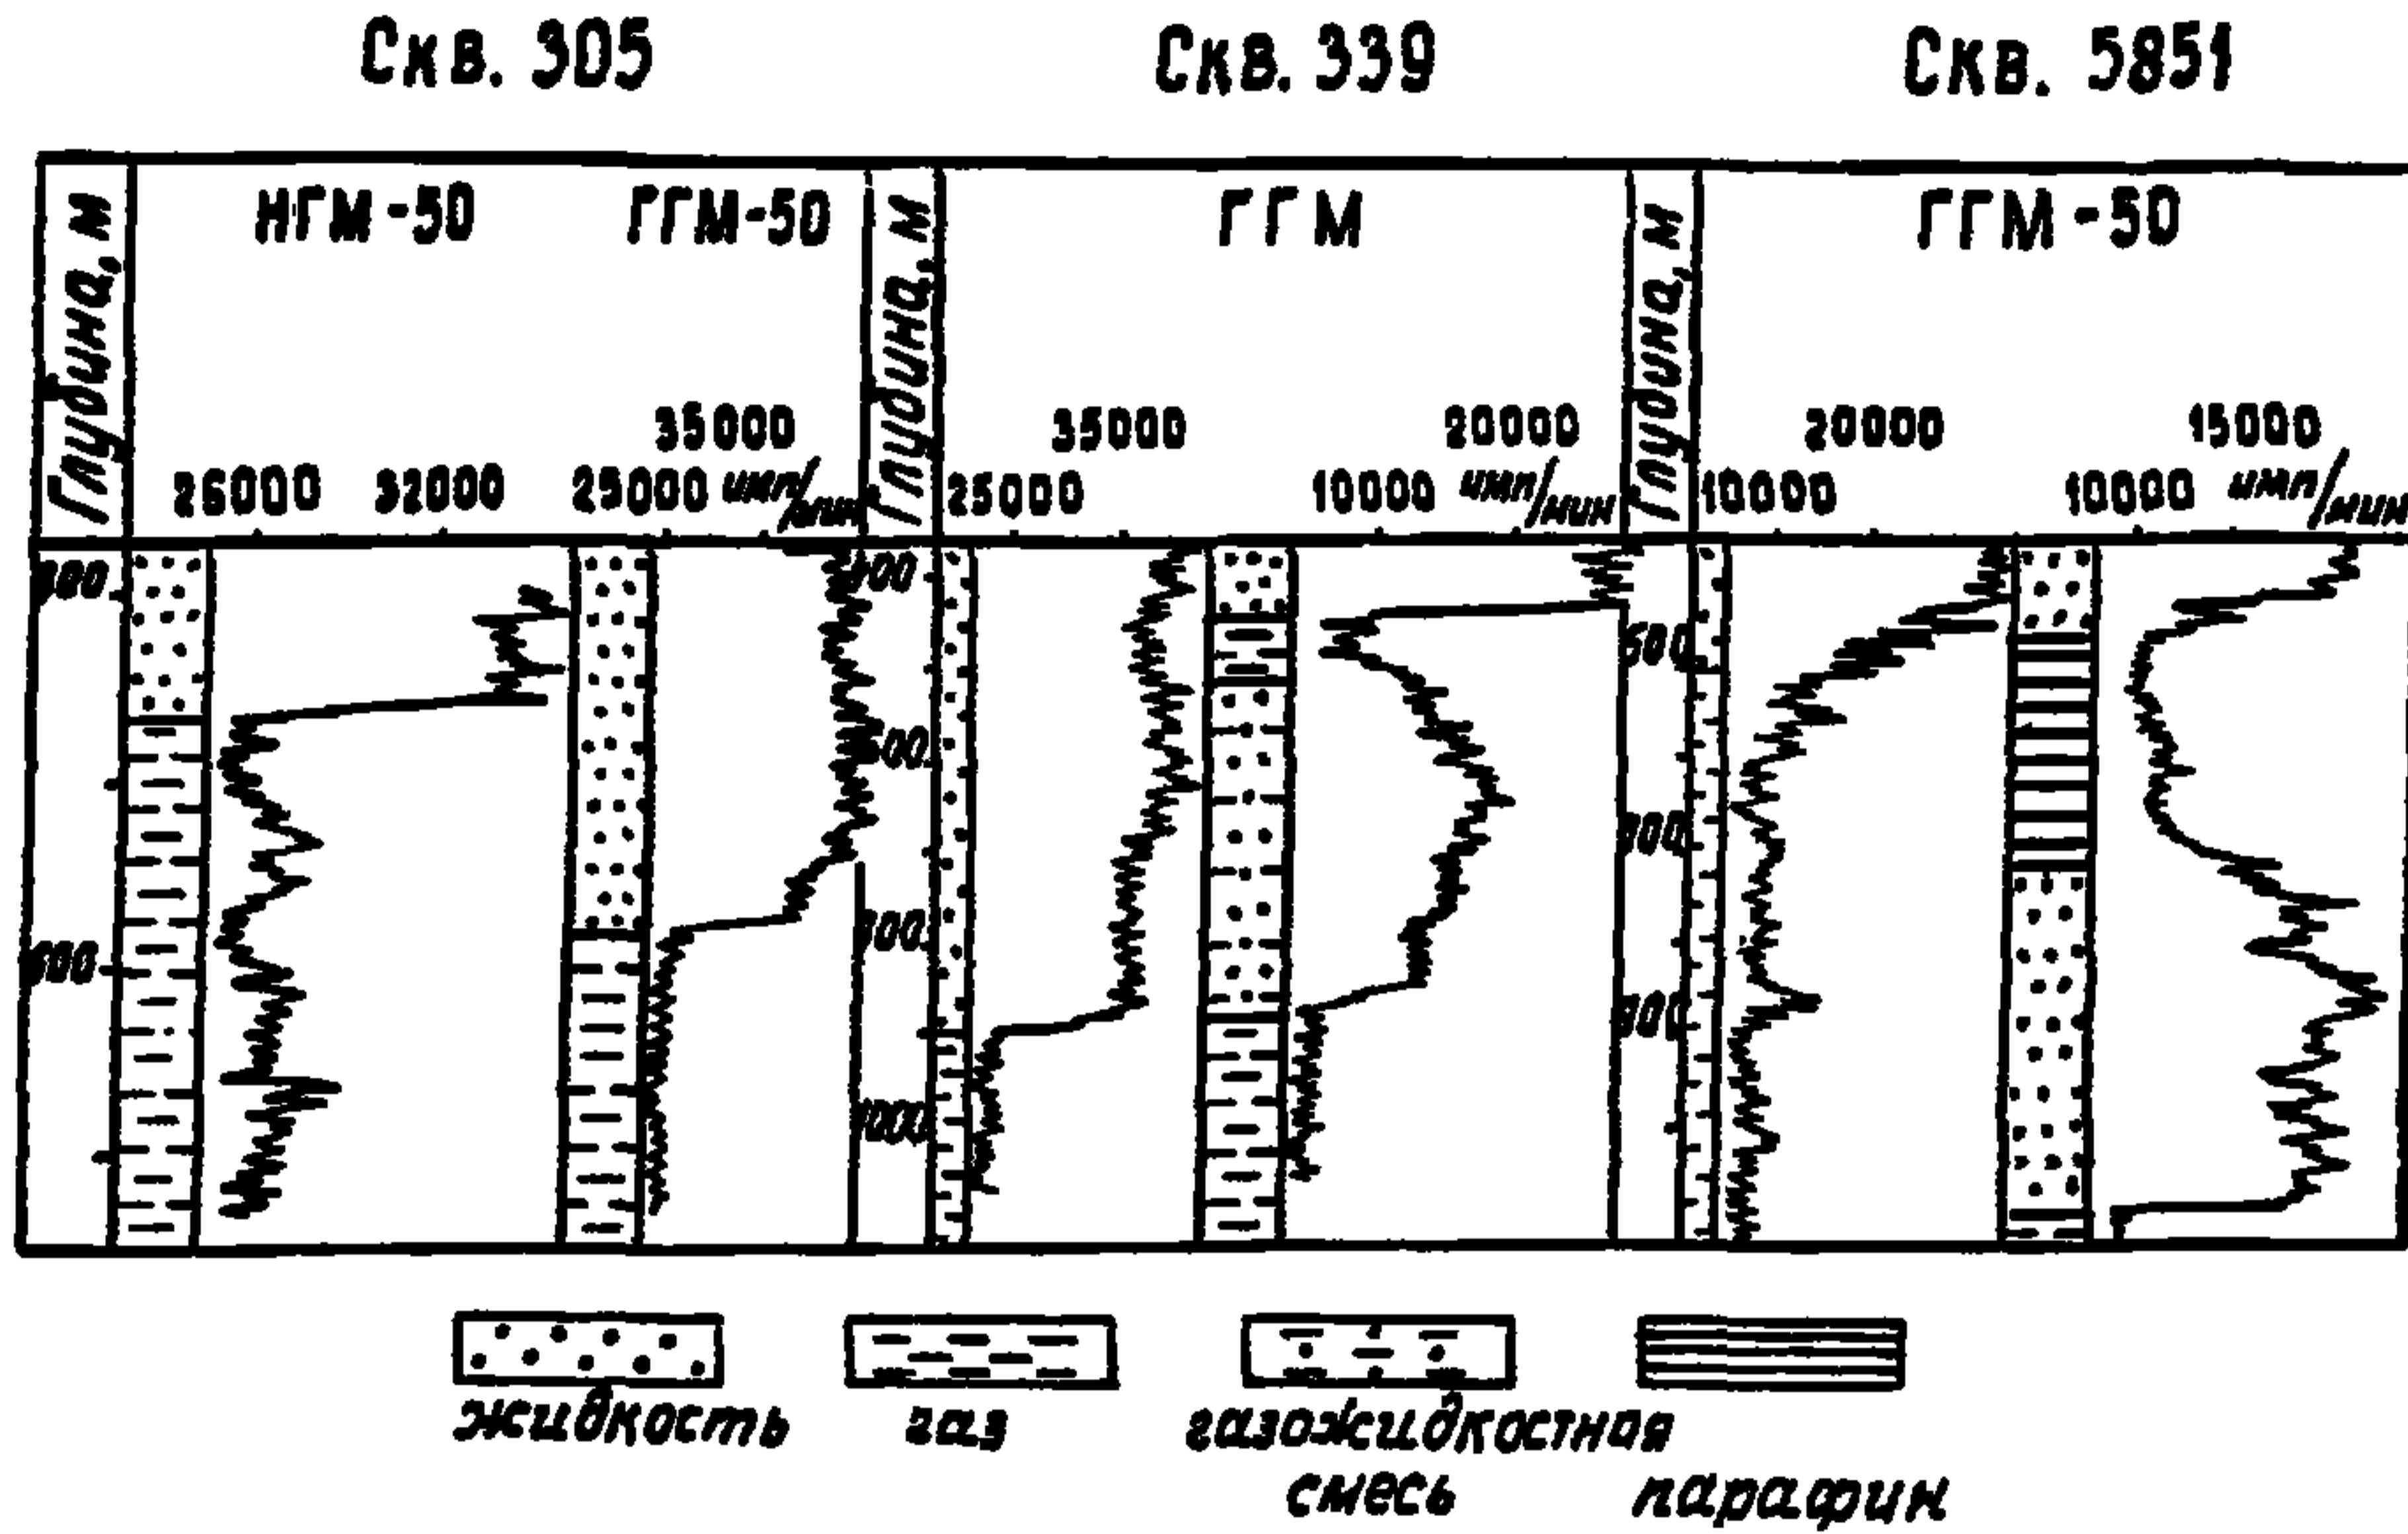 Скв. 305 Скв. 339 Скв. 5851
Глубина, м НГМ-50 ГГМ-50 Глубина, м ГГМ Глубина, м ГГМ-50
35000 35000 20000 20000 15000
26000 32000 25000 имп/мин 25000 10000 имп/мин 10000 10000 имп/мин
1000
жидкость газ газожидкостная
смесь парафин